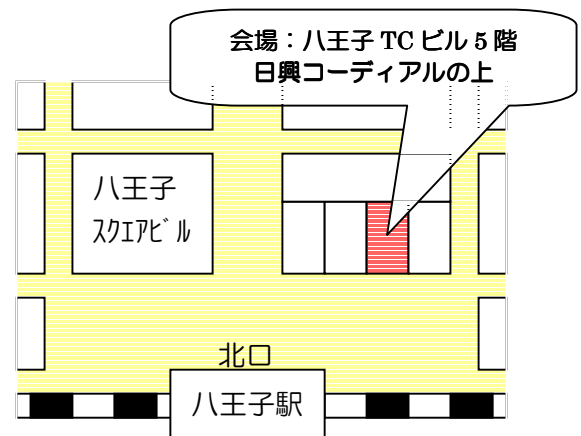 会場：八王子 TC ビル 5 階
日興コーディアルの上
八王子
ｽｸｴｱﾋﾞﾙ
北口
八王子駅